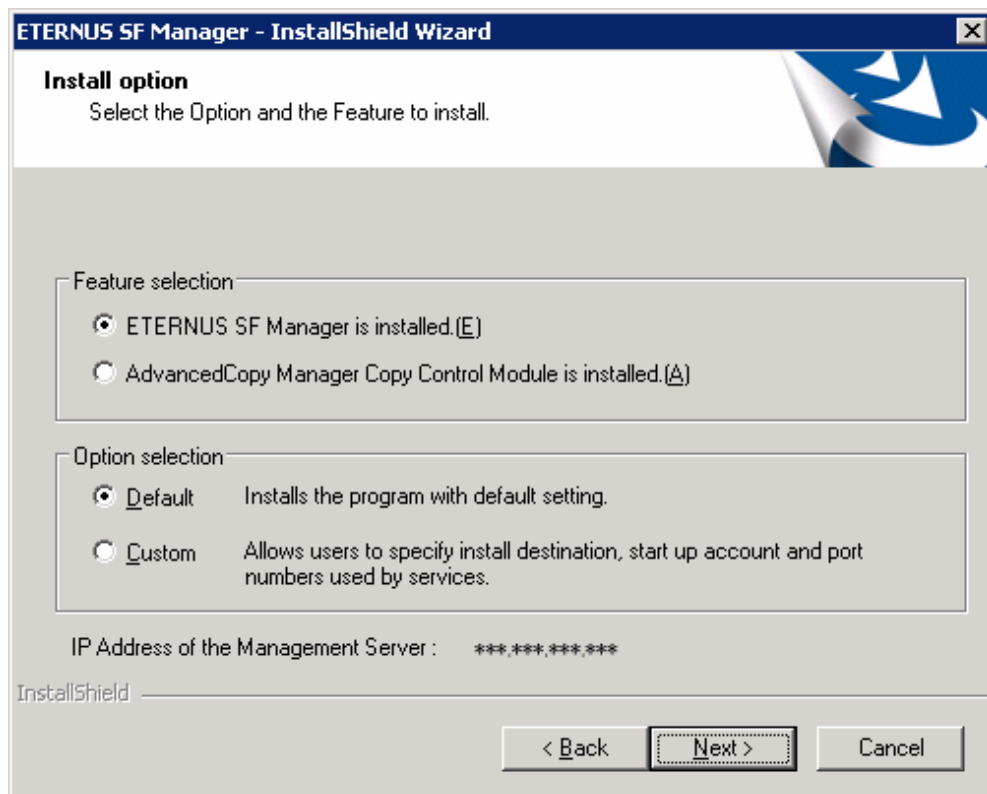 ETERNUS SF Manager - InstallShield Wizard
Install option
Select the Option and the Feature to install.
Feature selection
ETERNUS SF Manager is installed.(E)
AdvancedCopy Manager Copy Control Module is installed.(A)
Option selection
Default Installs the program with default setting.
Custom Allows users to specify install destination, start up account and port
numbers used by services.
IP Address of the Management Server : ***.***.***.***
InstallShield
< Back Next > Cancel